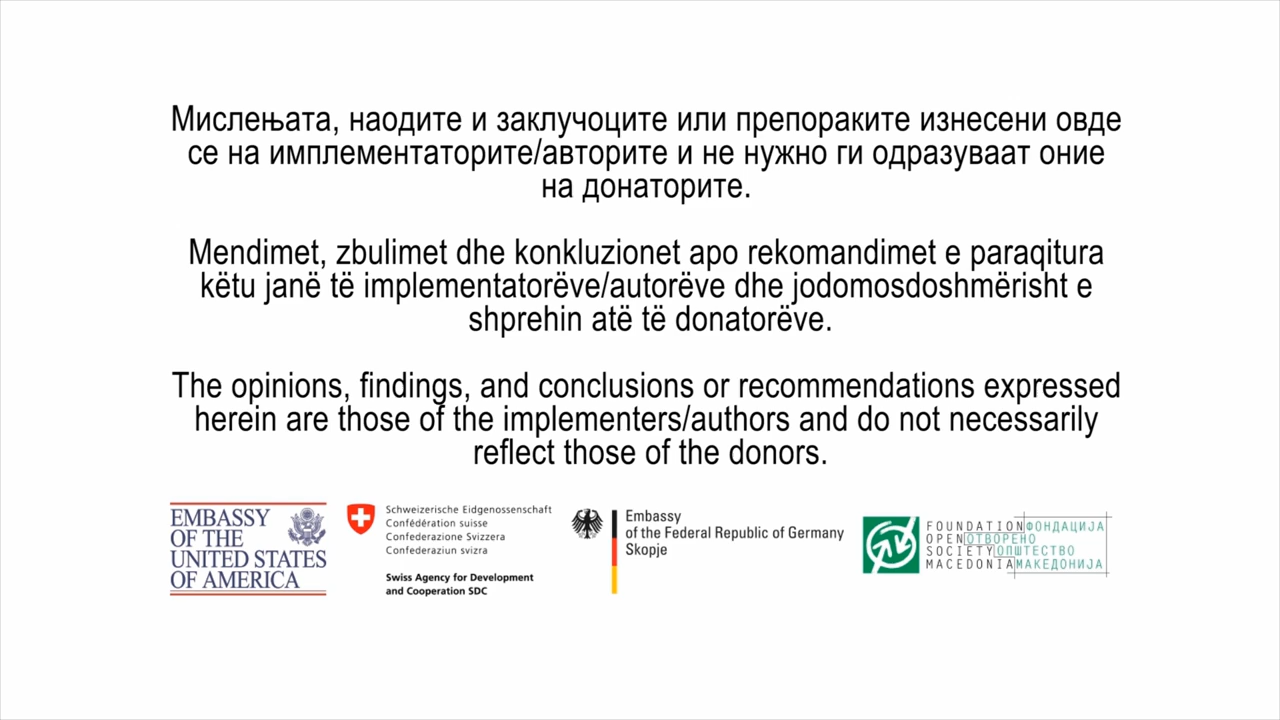 Мислењата, наодите и заклучоците или препораките изнесени овде
се на имплементаторите/авторите и не нужно ги одразуваат оние
на донаторите.
Mendimet, zbulimet dhe konkluzionet apo rekomandimet e paraqitura
këtu janë të implementatorëve/autorëve dhe jodomosdoshmërisht e
shprehin atë të donatorëve.
The opinions, findings, and conclusions or recommendations expressed
herein are those of the implementers/authors and do not necessarily
reflect those of the donors.
EMBASSY
OF THE
UNITED STATES
OF AMERICA
Schweizerische Eidgenossenschaft
Confédération suisse
Confederazione Svizzera
Confederaziun svizra
Swiss Agency for Development
and Cooperation SDC
Embassy
of the Federal Republic of Germany
Skopje
FOUNDATION ФОНДАЦИЈА
OPEN ОТВОРЕНО
SOCIETY ОПШТЕСТВО
MACEDONIA МАКЕДОНИЈА